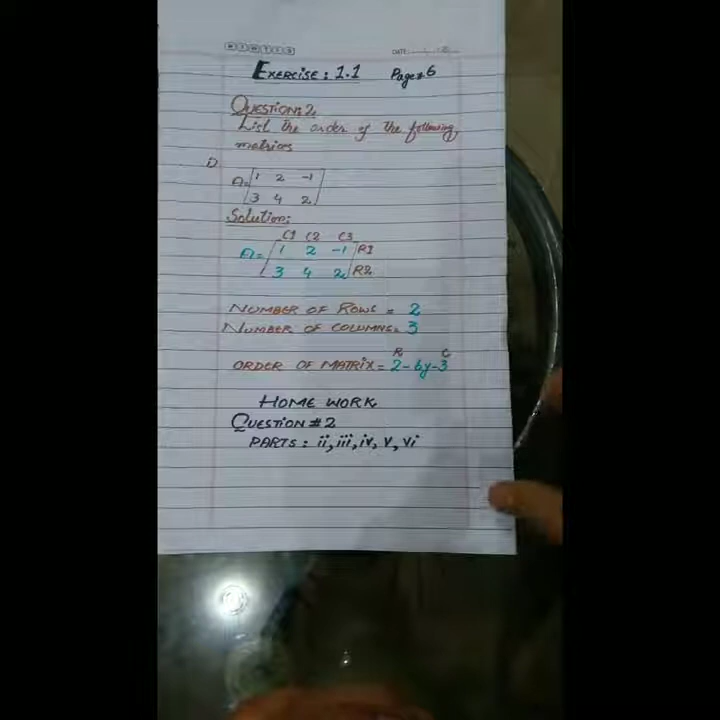 DATE:
EXERCISE: 1.1 Page#6
QUESTION:2
List the order of the following
matrices
i)
A= 1 2 -1
3 4 2
Solution:
C1 C2 C3
A= 1 2 -1 R1
3 4 2 R2
NUMBER OF ROWS = 2
NUMBER OF COLUMNS= 3
R C
ORDER OF MATRIX= 2-by-3
HOME WORK
QUESTION #2
PARTS: ii, iii, iv, v, vi